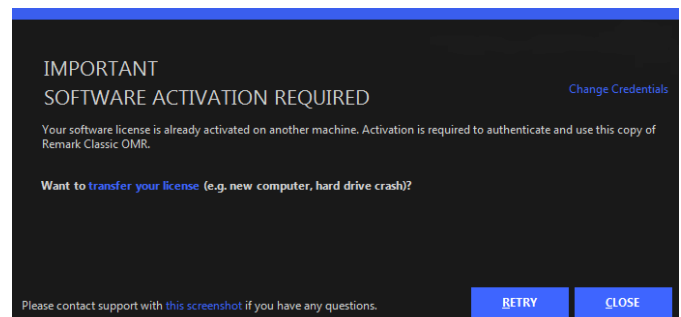 IMPORTANT
SOFTWARE ACTIVATION REQUIRED
Change Credentials
Your software license is already activated on another machine. Activation is required to authenticate and use this copy of
Remark Classic OMR.
Want to transfer your license (e.g. new computer, hard drive crash)?
Please contact support with this screenshot if you have any questions.
RETRY
CLOSE